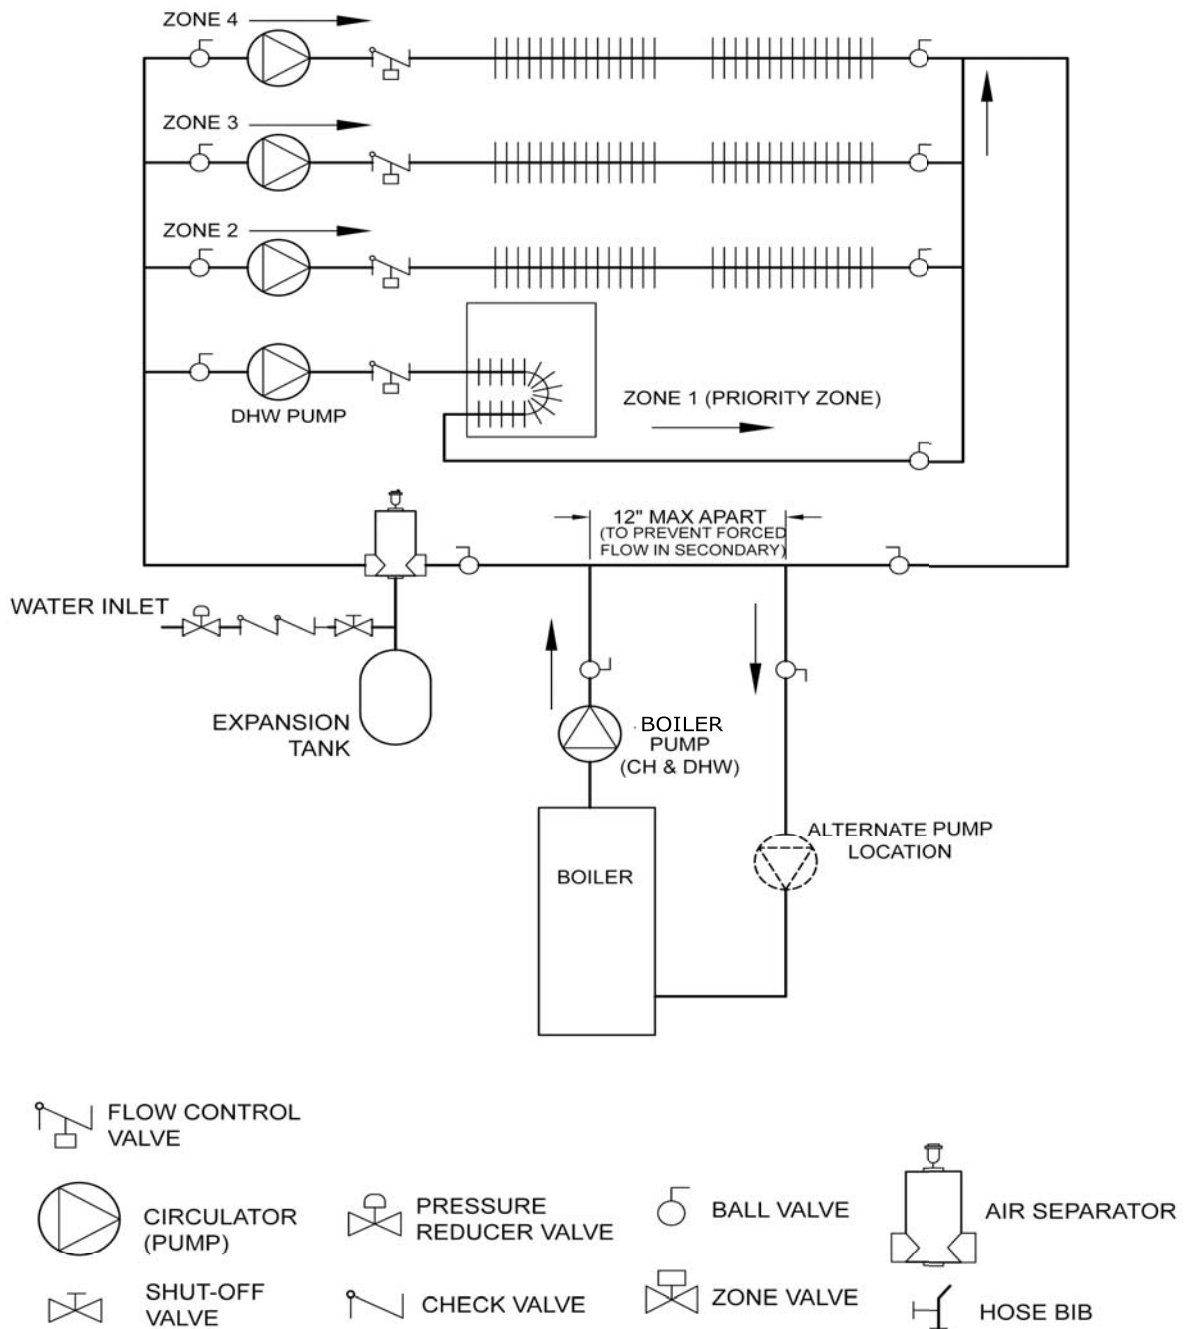 ZONE 4
ZONE 3
ZONE 2
DHW PUMP
ZONE 1 (PRIORITY ZONE)
12" MAX APART
(TO PREVENT FORCED
FLOW IN SECONDARY)
WATER INLET
EXPANSION
TANK
BOILER
PUMP
(CH & DHW)
ALTERNATE PUMP
LOCATION
BOILER
FLOW CONTROL
VALVE
CIRCULATOR
(PUMP)
PRESSURE
REDUCER VALVE
BALL VALVE
AIR SEPARATOR
SHUT-OFF
VALVE
CHECK VALVE
ZONE VALVE
HOSE BIB